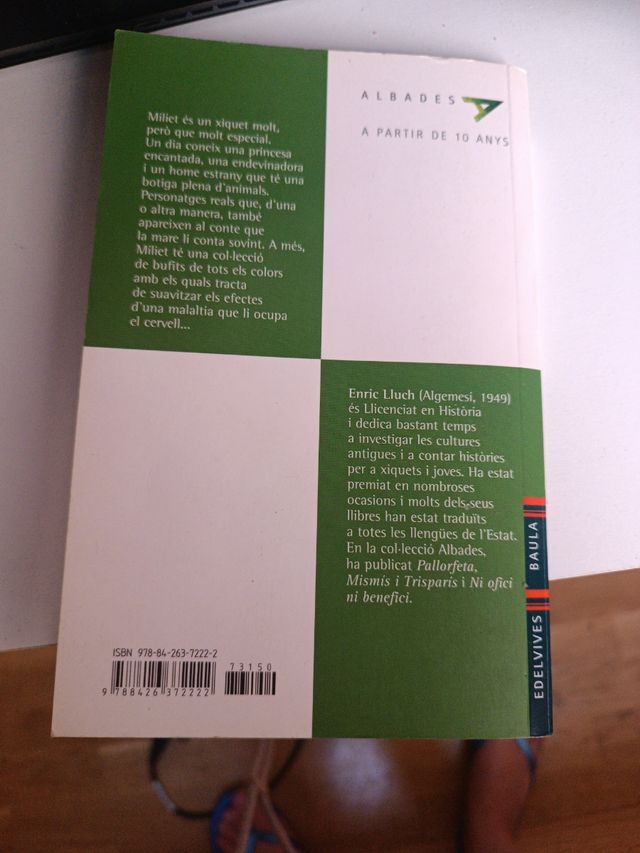 ALBADES
A PARTIR DE 10 ANYS
Miliet és un xiquet molt,
però que molt especial.
Un dia coneix una princesa
encantada, una endevinadora
i un home estrany que té una
botiga plena d'animals.
Personatges reals que, d'una
o altra manera, també
apareixen al conte que
la mare li conta sovint. A més,
Miliet té una col·lecció
de bufits de tots els colors
amb els quals tracta
de suavitzar els efectes
d'una malaltia que li ocupa
el cervell...
Enric Lluch (Algemesí, 1949)
és Llicenciat en Història
i dedica bastant temps
a investigar les cultures
antigues i a contar històries
per a xiquets i joves. Ha estat
premiat en nombroses
ocasions i molts dels seus
llibres han estat traduïts
a totes les llengües de l'Estat.
En la col·lecció Albades,
ha publicat Pallorfeta,
Mismís i Trisparís i Ni ofici
ni benefici.
BAULA
EDELVIVES
ISBN 978-84-263-7222-2
73150
9 788426 372222